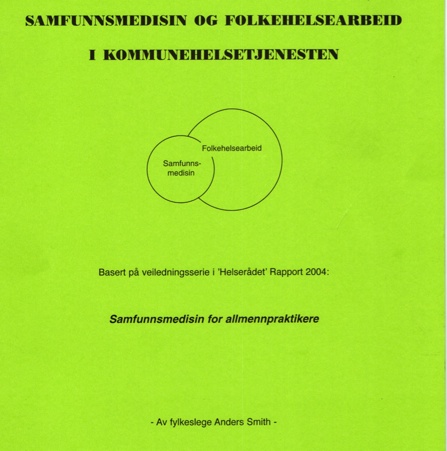 SAMFUNNSMEDISIN OG FOLKEHELSEARBEID
I KOMMUNEHELSETJENESTEN
Folkehelsearbeid
Samfunns-
medisin
Basert på veiledningsserie i 'Helserådet' Rapport 2004:
Samfunnsmedisin for allmennpraktikere
- Av fylkeslege Anders Smith -